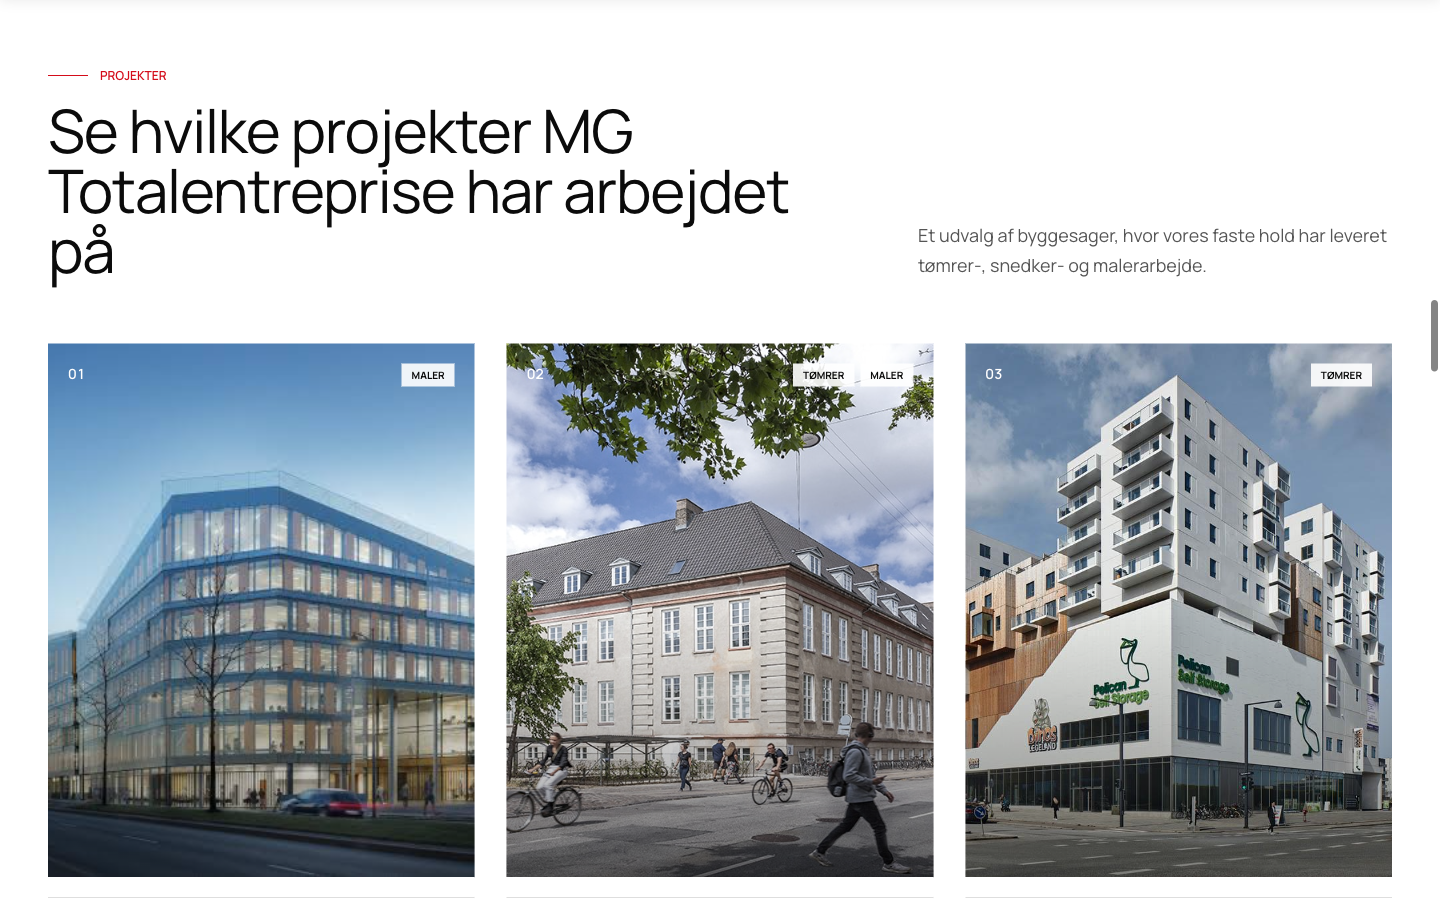 PROJEKTER
Se hvilke projekter MG
Totalentreprise har arbejdet
på
Et udvalg af byggesager, hvor vores faste hold har leveret
tømrer-, snedker- og malerarbejde.
01
MALER
02
TØMRER
MALER
03
TØMRER
Pelican
Self Storage
Pelican
Self Storage
LEGELAND